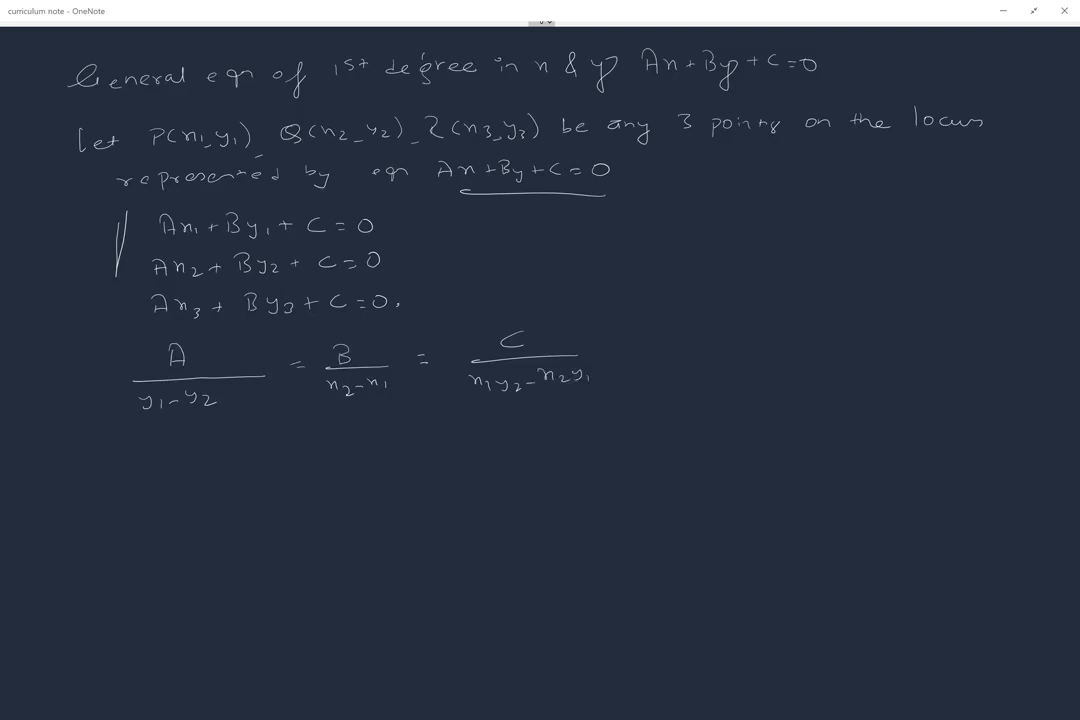 curriculum note - OneNote
General eqn of 1st degree in x & y Ax + By + C = 0
Let P(x1, y1) Q(x2, y2), R(x3, y3) be any 3 points on the locus
represented by eqn Ax + By + C = 0
Ax1 + By1 + C = 0
Ax2 + By2 + C = 0
Ax3 + By3 + C = 0.
A/(y1 - y2) = B/(x2 - x1) = C/(x1y2 - x2y1)